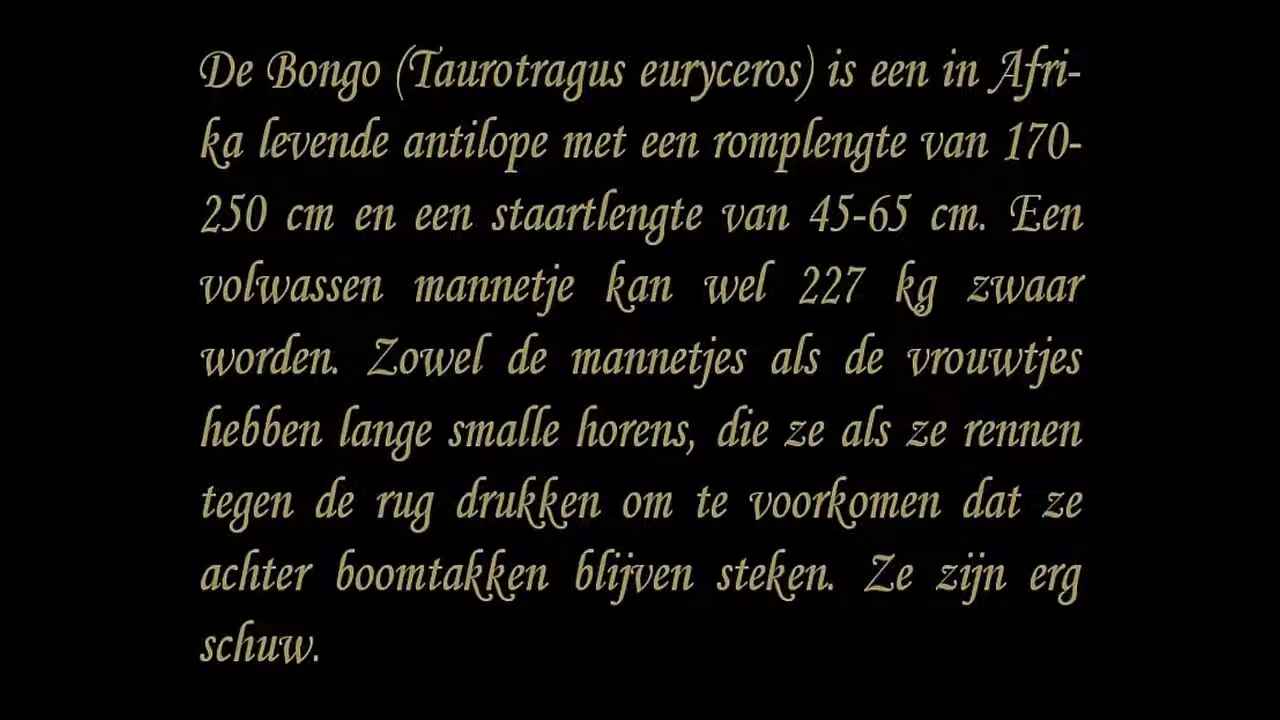 De Bongo (Taurotragus euryceros) is een in Afri-
ka levende antilope met een romplengte van 170-
250 cm en een staartlengte van 45-65 cm. Een
volwassen mannetje kan wel 227 kg zwaar
worden. Zowel de mannetjes als de vrouwtjes
hebben lange smalle horens, die ze als ze rennen
tegen de rug drukken om te voorkomen dat ze
achter boomtakken blijven steken. Ze zijn erg
schuw.